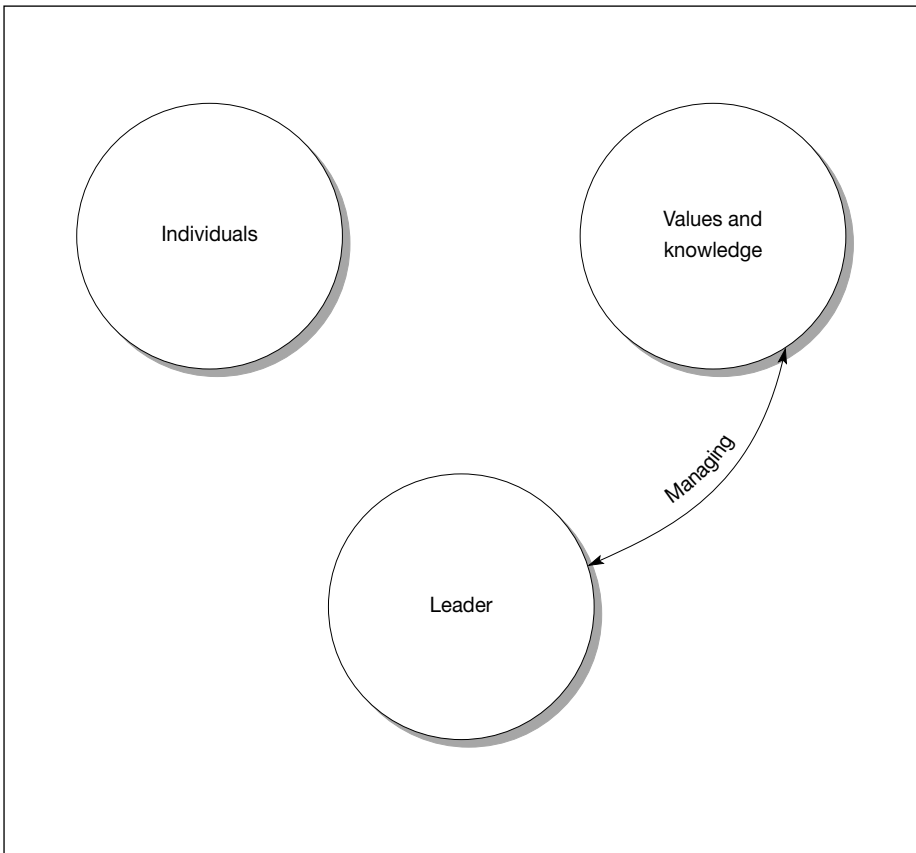 Individuals
Values and
knowledge
Managing
Leader